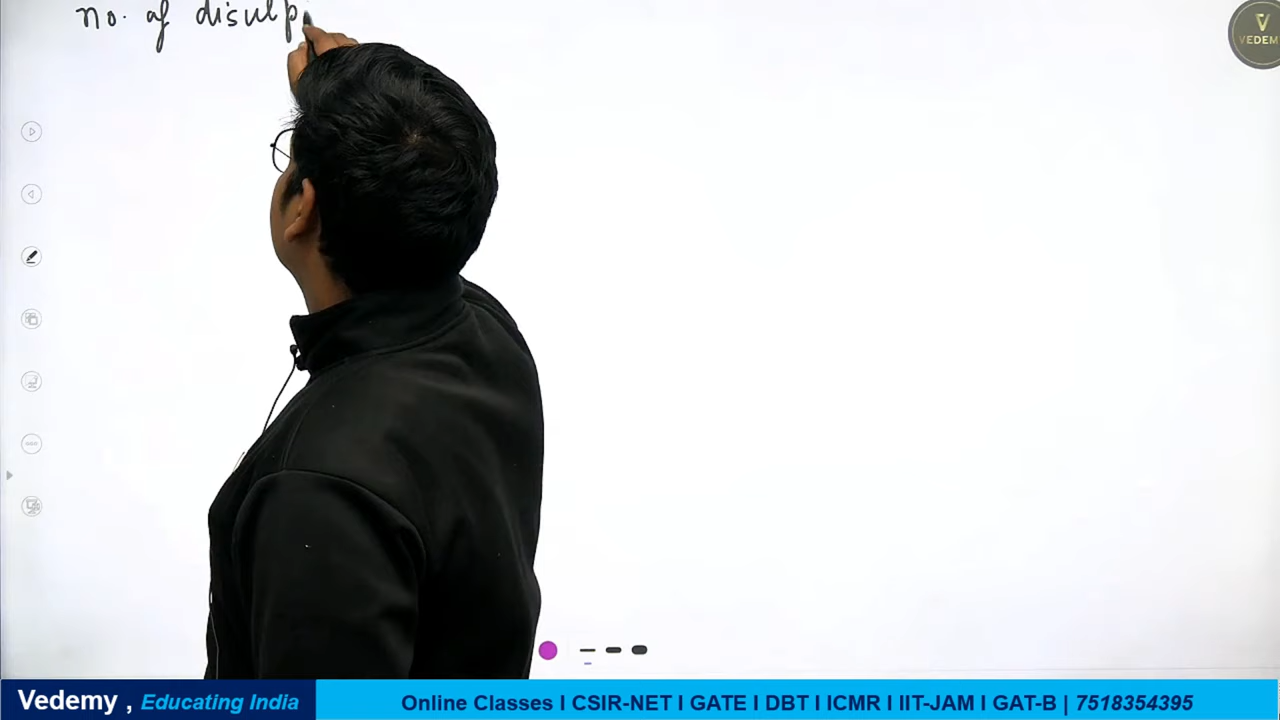 no. of disulp
VEDEM
Vedemy , Educating India
Online Classes I CSIR-NET I GATE I DBT I ICMR I IIT-JAM I GAT-B | 7518354395